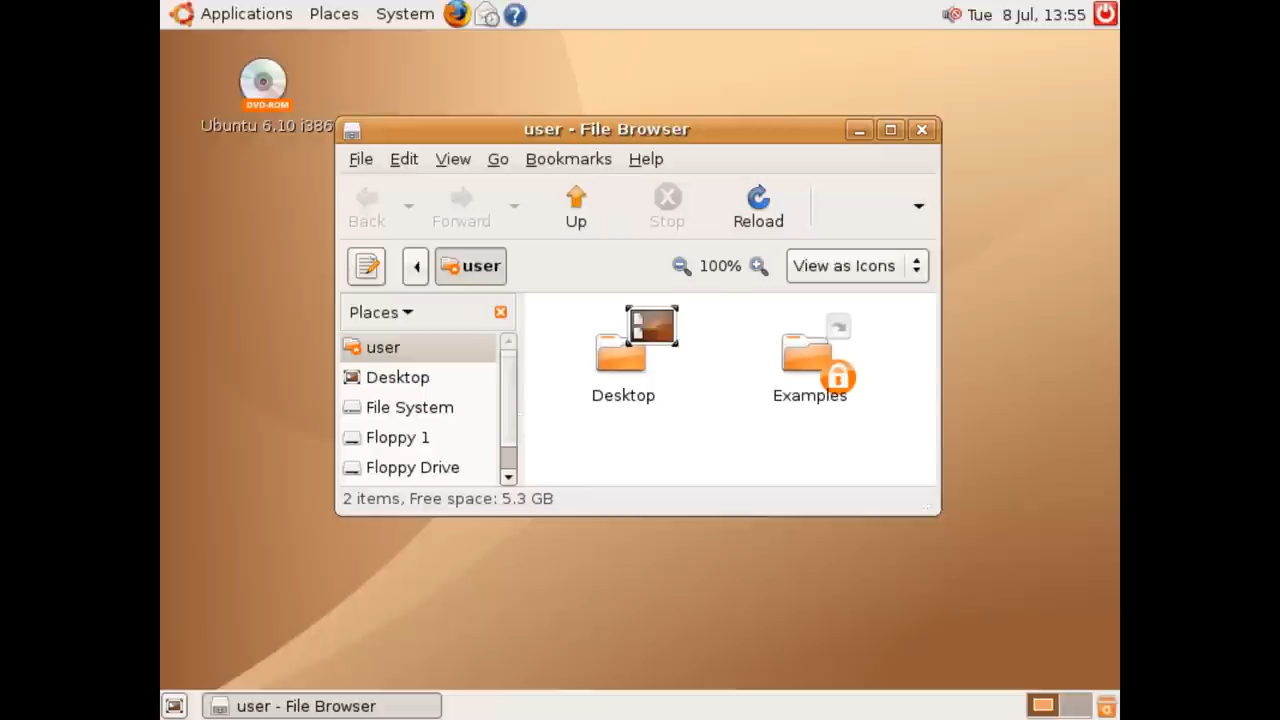 Applications Places System Tue 8 Jul, 13:55
DVD-ROM
Ubuntu 6.10 i386
user - File Browser
File Edit View Go Bookmarks Help
Back Forward Up Stop Reload
user 100% View as Icons
Places
user
Desktop
File System
Floppy 1
Floppy Drive
Desktop Examples
2 items, Free space: 5.3 GB
user - File Browser